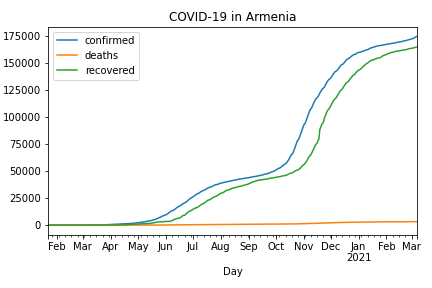 COVID-19 in Armenia
confirmed
deaths
recovered
175000
150000
125000
100000
75000
50000
25000
0
Feb Mar Apr May Jun Jul Aug Sep Oct Nov Dec Jan Feb Mar
2021
Day